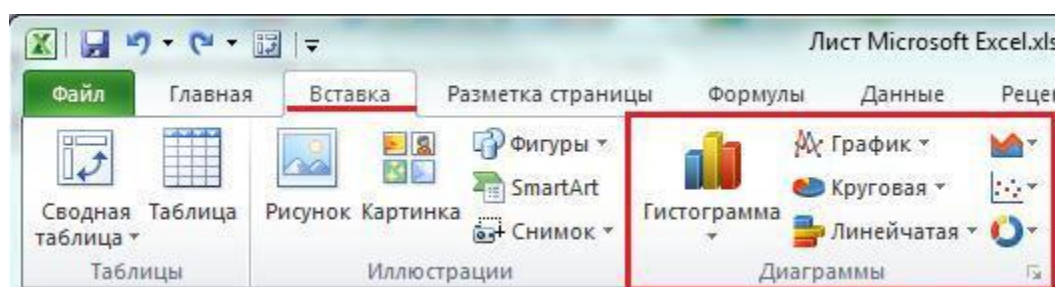 Лист Microsoft Excel.xls
Файл Главная Вставка Разметка страницы Формулы Данные Рецен
Сводная таблица
Таблица
Рисунок
Картинка
Фигуры
SmartArt
Снимок
Гистограмма
График
Круговая
Линейчатая
Таблицы Иллюстрации Диаграммы